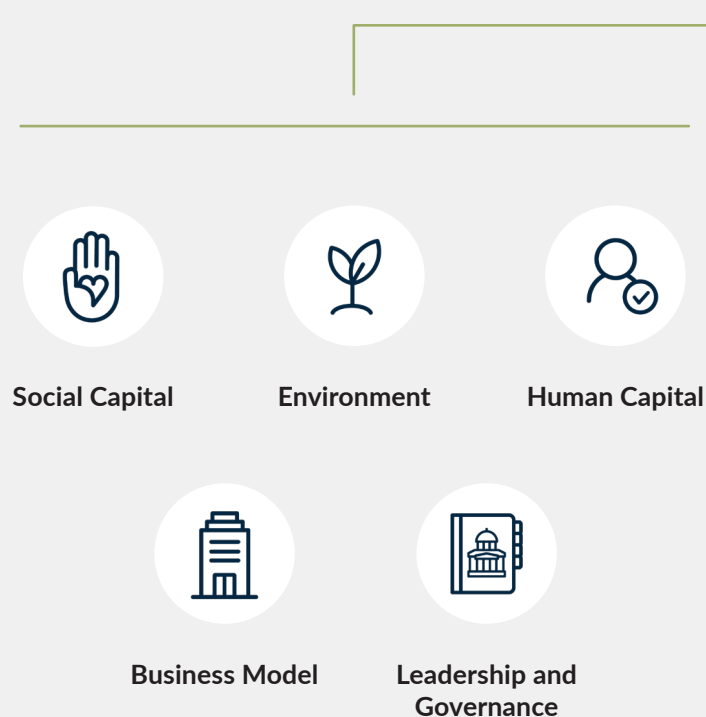 Social Capital
Environment
Human Capital
Business Model
Leadership and
Governance